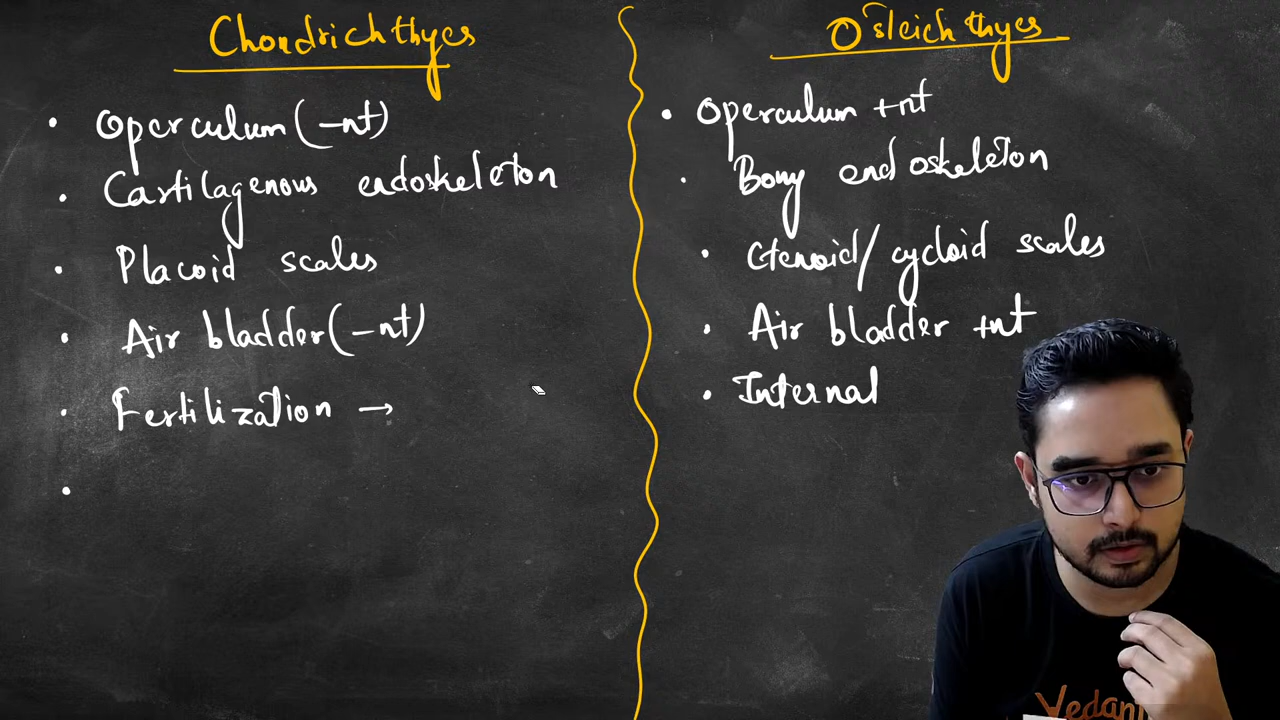 Chondrichthyes
• Operculum (-nt)
• Cartilagenous endoskeleton
• Placoid scales
• Air bladder (-nt)
• Fertilization →
•
Osteichthyes
• Operculum +nt
• Bony endoskeleton
• Ctenoid/cycloid scales
• Air bladder +nt
• Internal